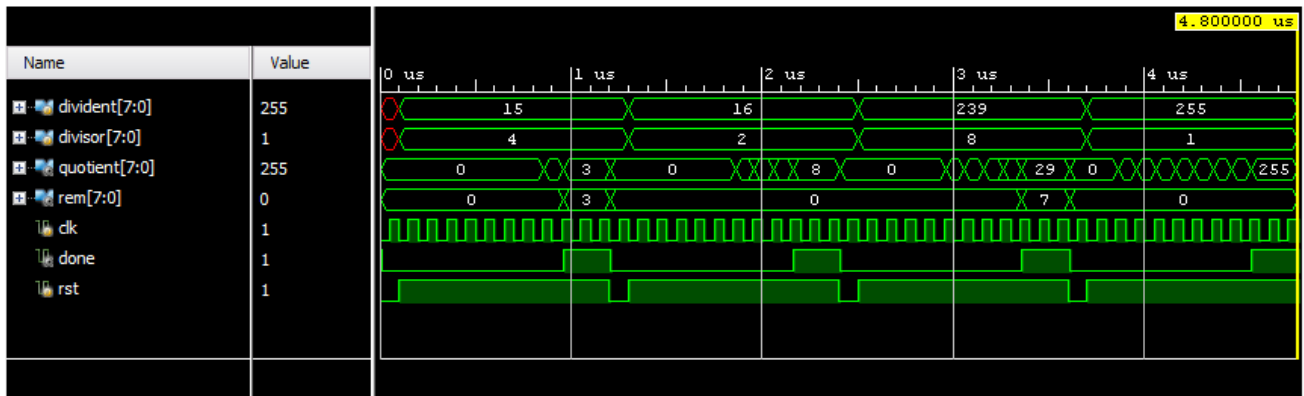 4.800000 us
Name Value
0 us 1 us 2 us 3 us 4 us
divident[7:0] 255 15 16 239 255
divisor[7:0] 1 4 2 8 1
quotient[7:0] 255 0 3 0 8 0 29 0 255
rem[7:0] 0 0 3 0 7 0
clk 1
done 1
rst 1